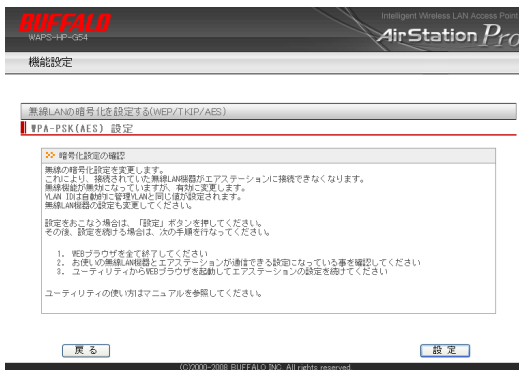 BUFFALO
WAPS-HP-G54
Intelligent Wireless LAN Access Point
AirStation Pro
機能設定
無線LANの暗号化を設定する(WEP/TKIP/AES)
WPA-PSK(AES) 設定
暗号化設定の確認
無線の暗号化設定を変更します。
これにより、接続されていた無線LAN機器がエアステーションに接続できなくなります。
無線機能が無効になっていますが、有効に変更します。
VLAN IDは自動的に管理VLANと同じ値が設定されます。
無線LAN機器の設定も変更してください。
設定をおこなう場合は、「設定」ボタンを押してください。
その後、設定を続ける場合は、次の手順を行なってください。
1. WEBブラウザを全て終了してください
2. お使いの無線LAN機器とエアステーションが通信できる設定になっている事を確認してください
3. ユーティリティからWEBブラウザを起動してエアステーションの設定を続けてください
ユーティリティの使い方はマニュアルを参照してください。
戻る
設定
(C)2000-2008 BUFFALO INC. All rights reserved.